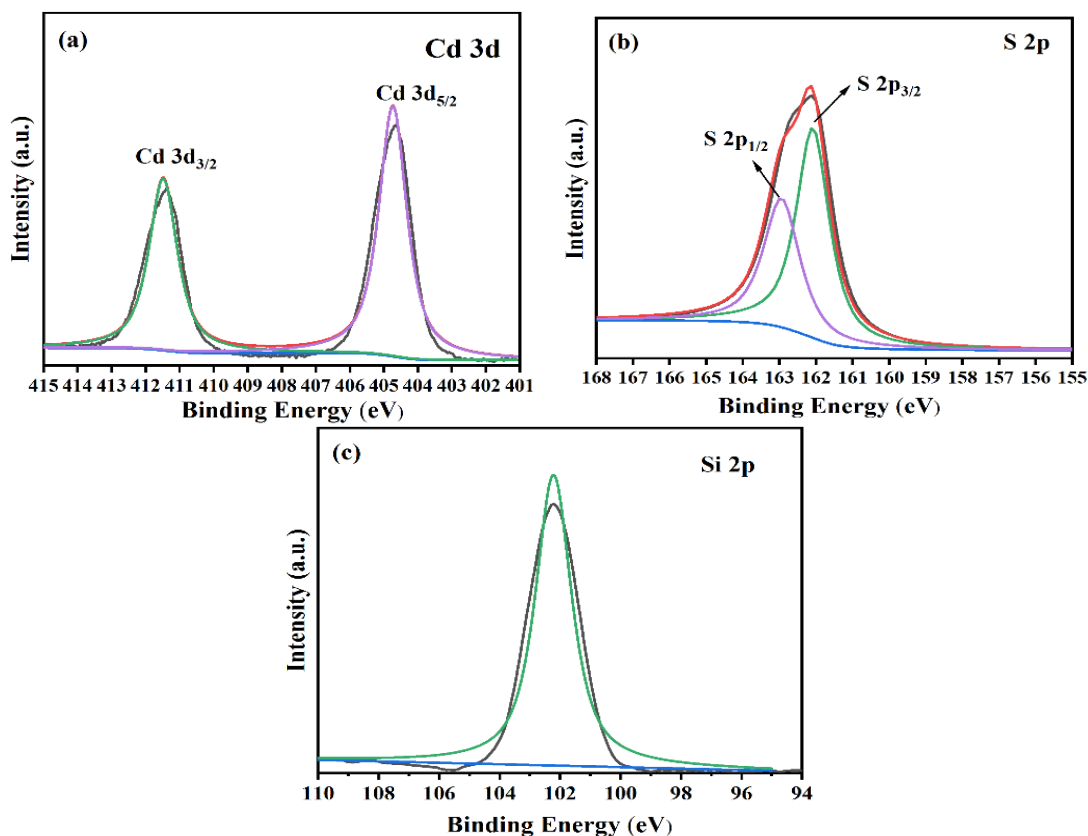 (a)
Cd 3d
Cd 3d5/2
Cd 3d3/2
Intensity (a.u.)
415 414 413 412 411 410 409 408 407 406 405 404 403 402 401
Binding Energy (eV)
(b)
S 2p
S 2p3/2
S 2p1/2
Intensity (a.u.)
168 167 166 165 164 163 162 161 160 159 158 157 156 155
Binding Energy (eV)
(c)
Si 2p
Intensity (a.u.)
110 108 106 104 102 100 98 96 94
Binding Energy (eV)